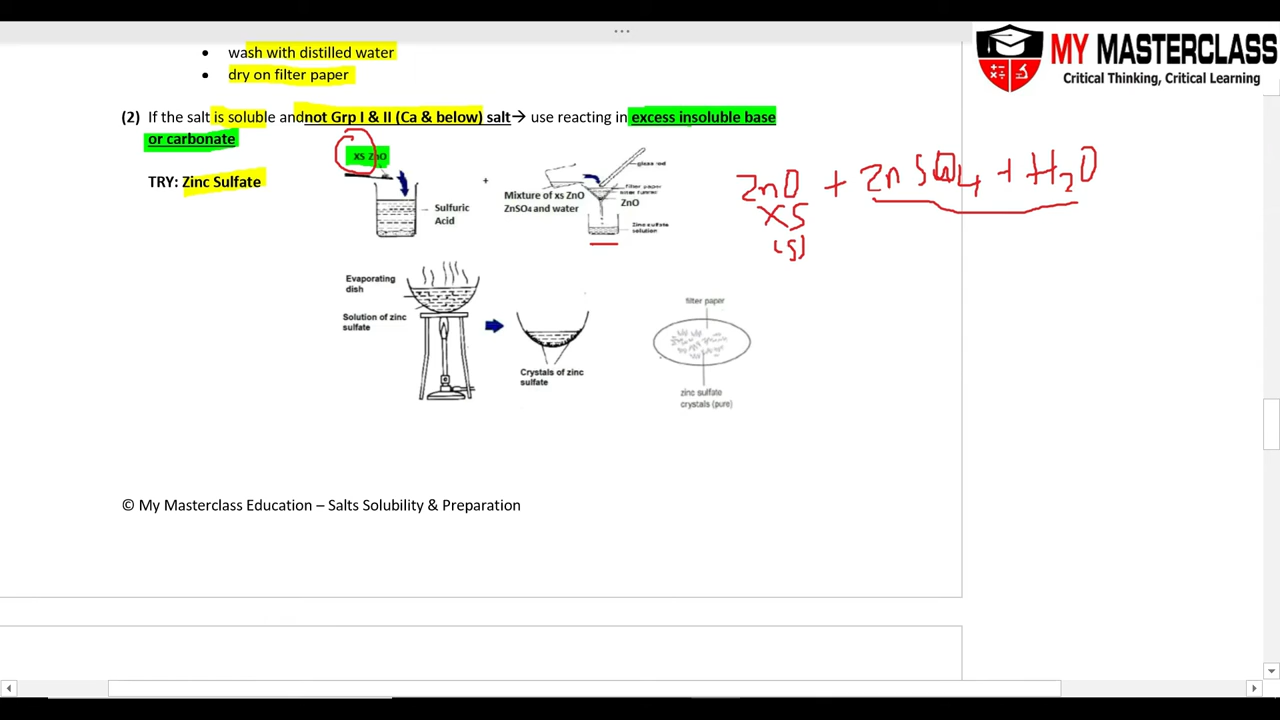 wash with distilled water
dry on filter paper
MY MASTERCLASS
Critical Thinking, Critical Learning
(2) If the salt is soluble and not Grp I & II (Ca & below) salt→ use reacting in excess insoluble base
or carbonate
TRY: Zinc Sulfate
xs ZnO
Sulfuric
Acid
+
glass rod
Mixture of xs ZnO
ZnSO₄ and water
filter paper
filter funnel
ZnO
Zinc sulfate
solution
ZnO + ZnSO4 + H2O
XS
(s)
Evaporating
dish
Solution of zinc
sulfate
Crystals of zinc
sulfate
filter paper
zinc sulfate
crystals (pure)
© My Masterclass Education – Salts Solubility & Preparation